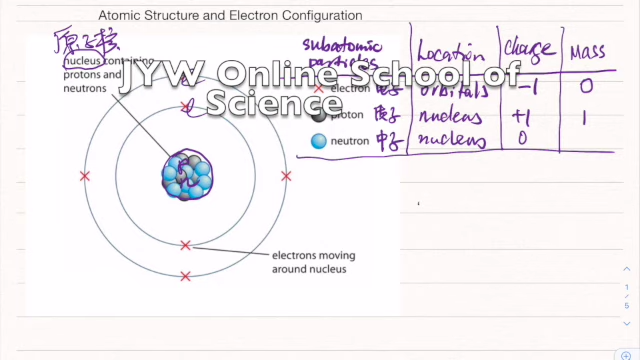 Atomic Structure and Electron Configuration
原子核
nucleus containing
protons and
neutrons
JYW Online School of
Science
e
subatomic particles Location Charge Mass
electron 电子 orbitals -1 0
proton 质子 nucleus +1 1
neutron 中子 nucleus 0
electrons moving
around nucleus
1
5